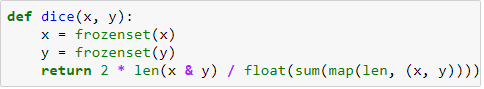 def dice(x, y):
    x = frozenset(x)
    y = frozenset(y)
    return 2 * len(x & y) / float(sum(map(len, (x, y))))